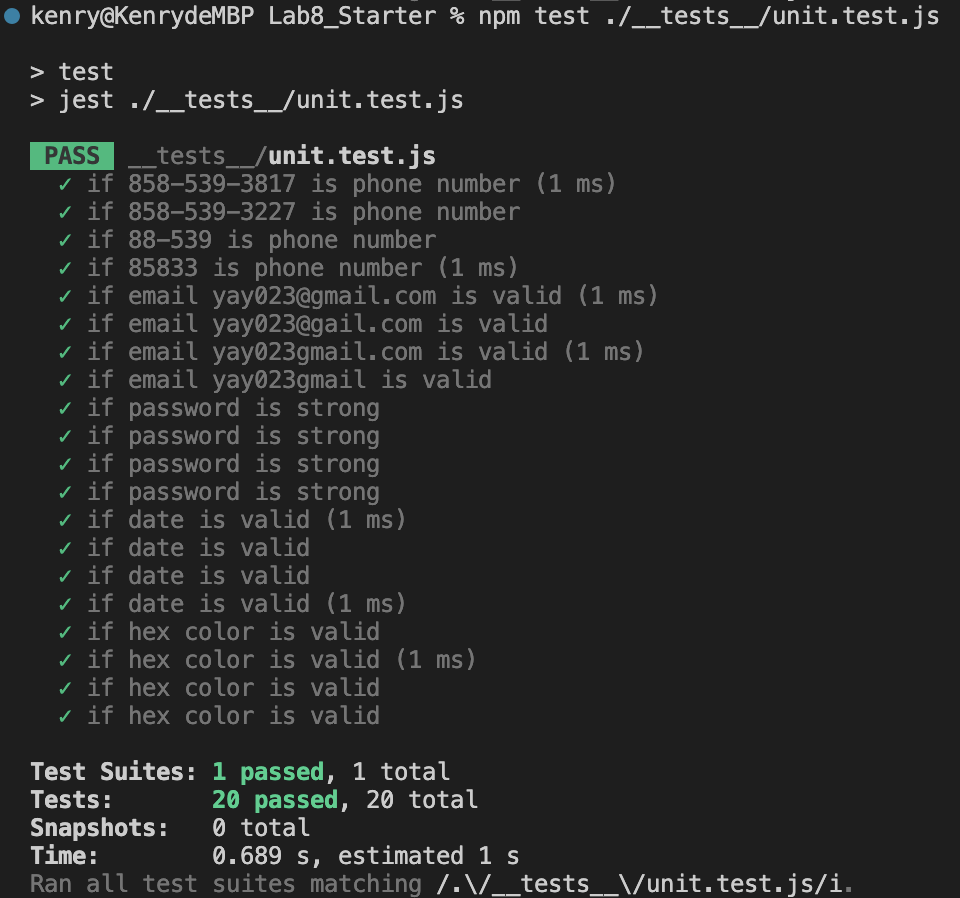 kenry@KenrydeMBP Lab8_Starter % npm test ./__tests__/unit.test.js
> test
> jest ./__tests__/unit.test.js
PASS __tests__/unit.test.js
✓ if 858-539-3817 is phone number (1 ms)
✓ if 858-539-3227 is phone number
✓ if 88-539 is phone number
✓ if 85833 is phone number (1 ms)
✓ if email yay023@gmail.com is valid (1 ms)
✓ if email yay023@gail.com is valid
✓ if email yay023gmail.com is valid (1 ms)
✓ if email yay023gmail is valid
✓ if password is strong
✓ if password is strong
✓ if password is strong
✓ if password is strong
✓ if date is valid (1 ms)
✓ if date is valid
✓ if date is valid
✓ if date is valid (1 ms)
✓ if hex color is valid
✓ if hex color is valid (1 ms)
✓ if hex color is valid
✓ if hex color is valid
Test Suites: 1 passed, 1 total
Tests: 20 passed, 20 total
Snapshots: 0 total
Time: 0.689 s, estimated 1 s
Ran all test suites matching /.\/__tests__\/unit.test.js/i.